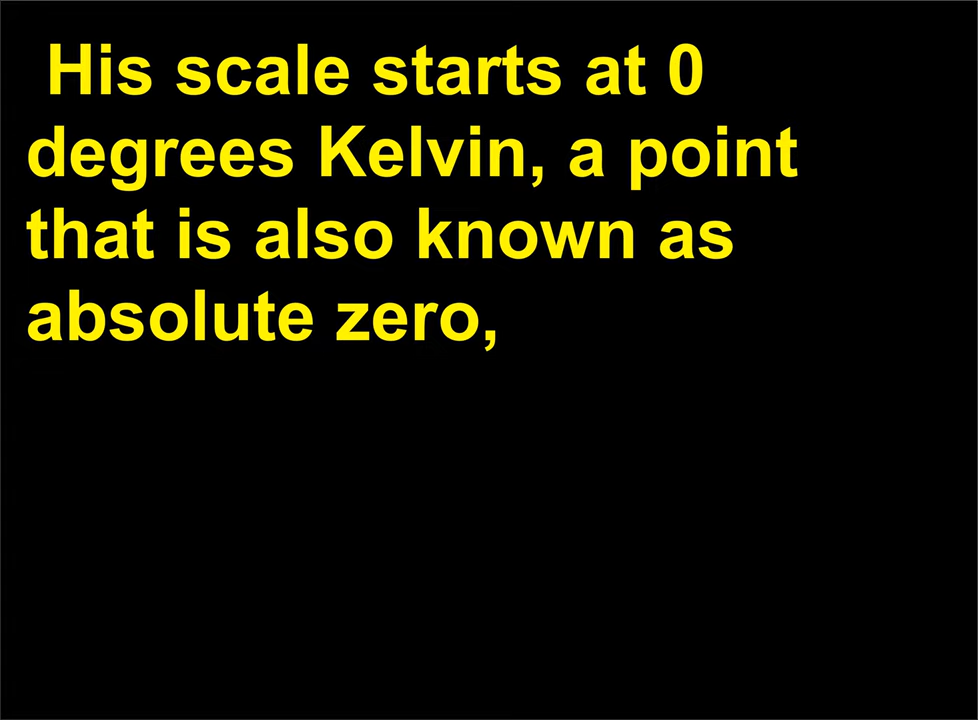 His scale starts at 0
degrees Kelvin, a point
that is also known as
absolute zero,